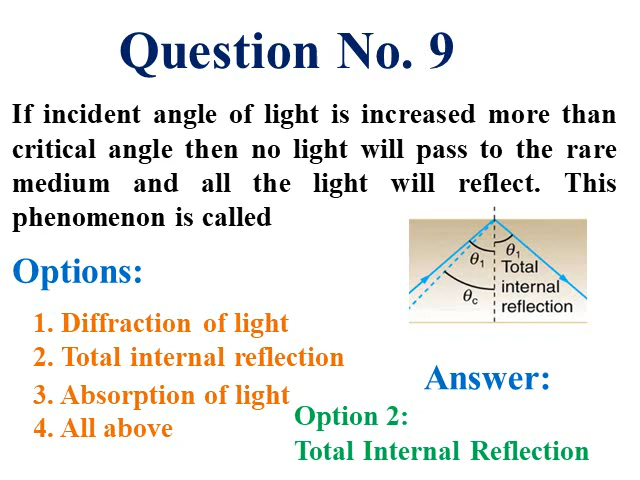 Question No. 9
If incident angle of light is increased more than
critical angle then no light will pass to the rare
medium and all the light will reflect. This
phenomenon is called
Options:
1. Diffraction of light
2. Total internal reflection
3. Absorption of light
4. All above
θ1
θ1
θc
Total
internal
reflection
Answer:
Option 2:
Total Internal Reflection